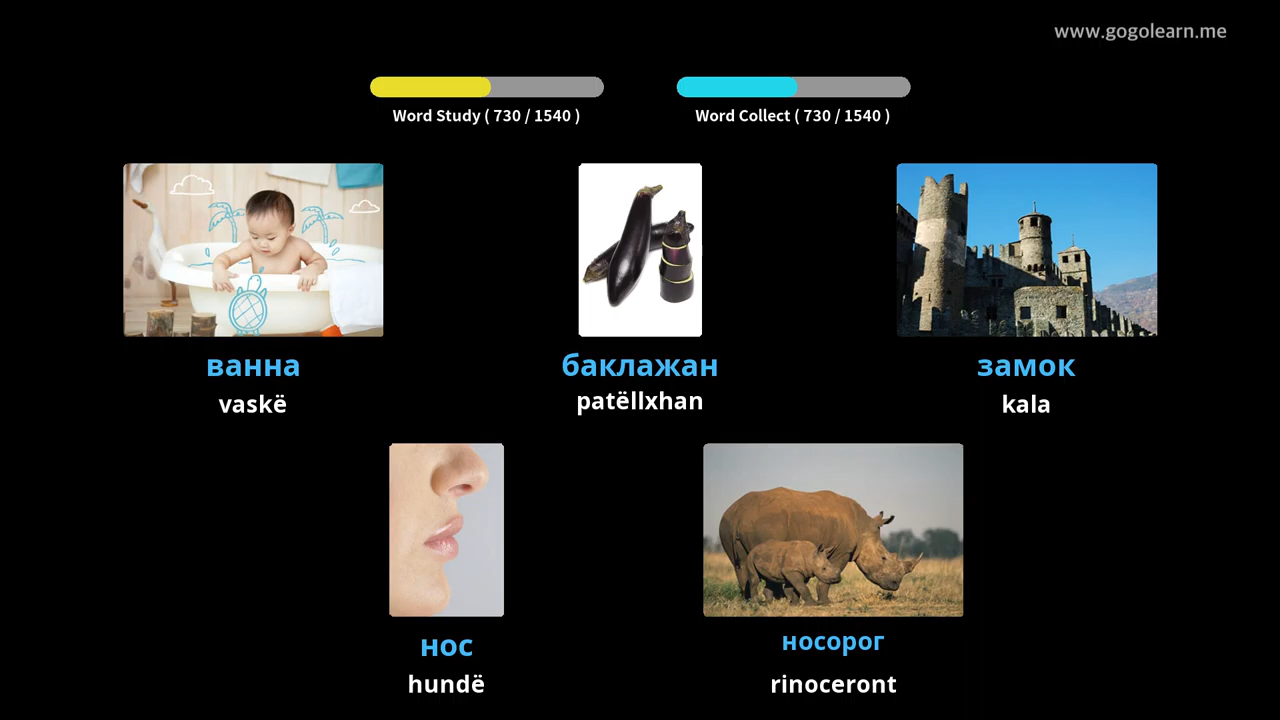 www.gogolearn.me
Word Study ( 730 / 1540 )
Word Collect ( 730 / 1540 )
ванна
vaskë
баклажан
patëllxhan
замок
kala
нос
hundë
носорог
rinoceront